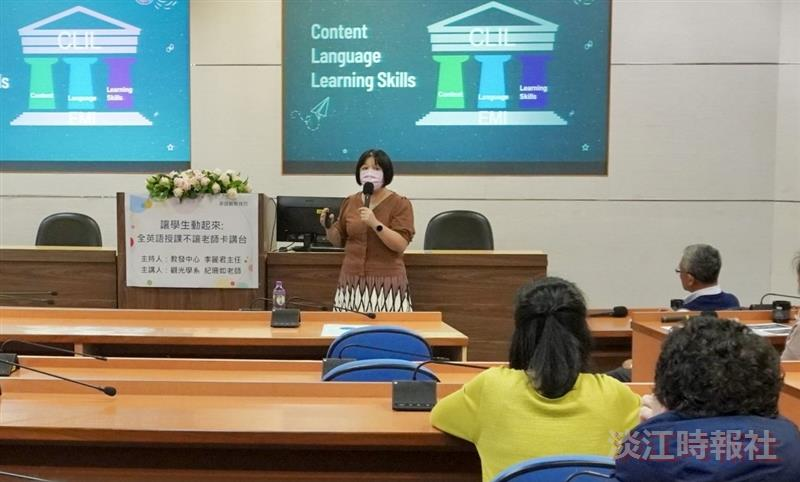 CLIL
ls
Content
Language
Learning
Skills
EMI
Content
Language
Learning Skills
CLIL
Content
Language
Learning
Skills
EMI
讓學生動起來:
全英語授課不讓老師卡講台
主持人：教發中心 李麗君主任
主講人：觀光學系 紀珊如老師
淡江時報社